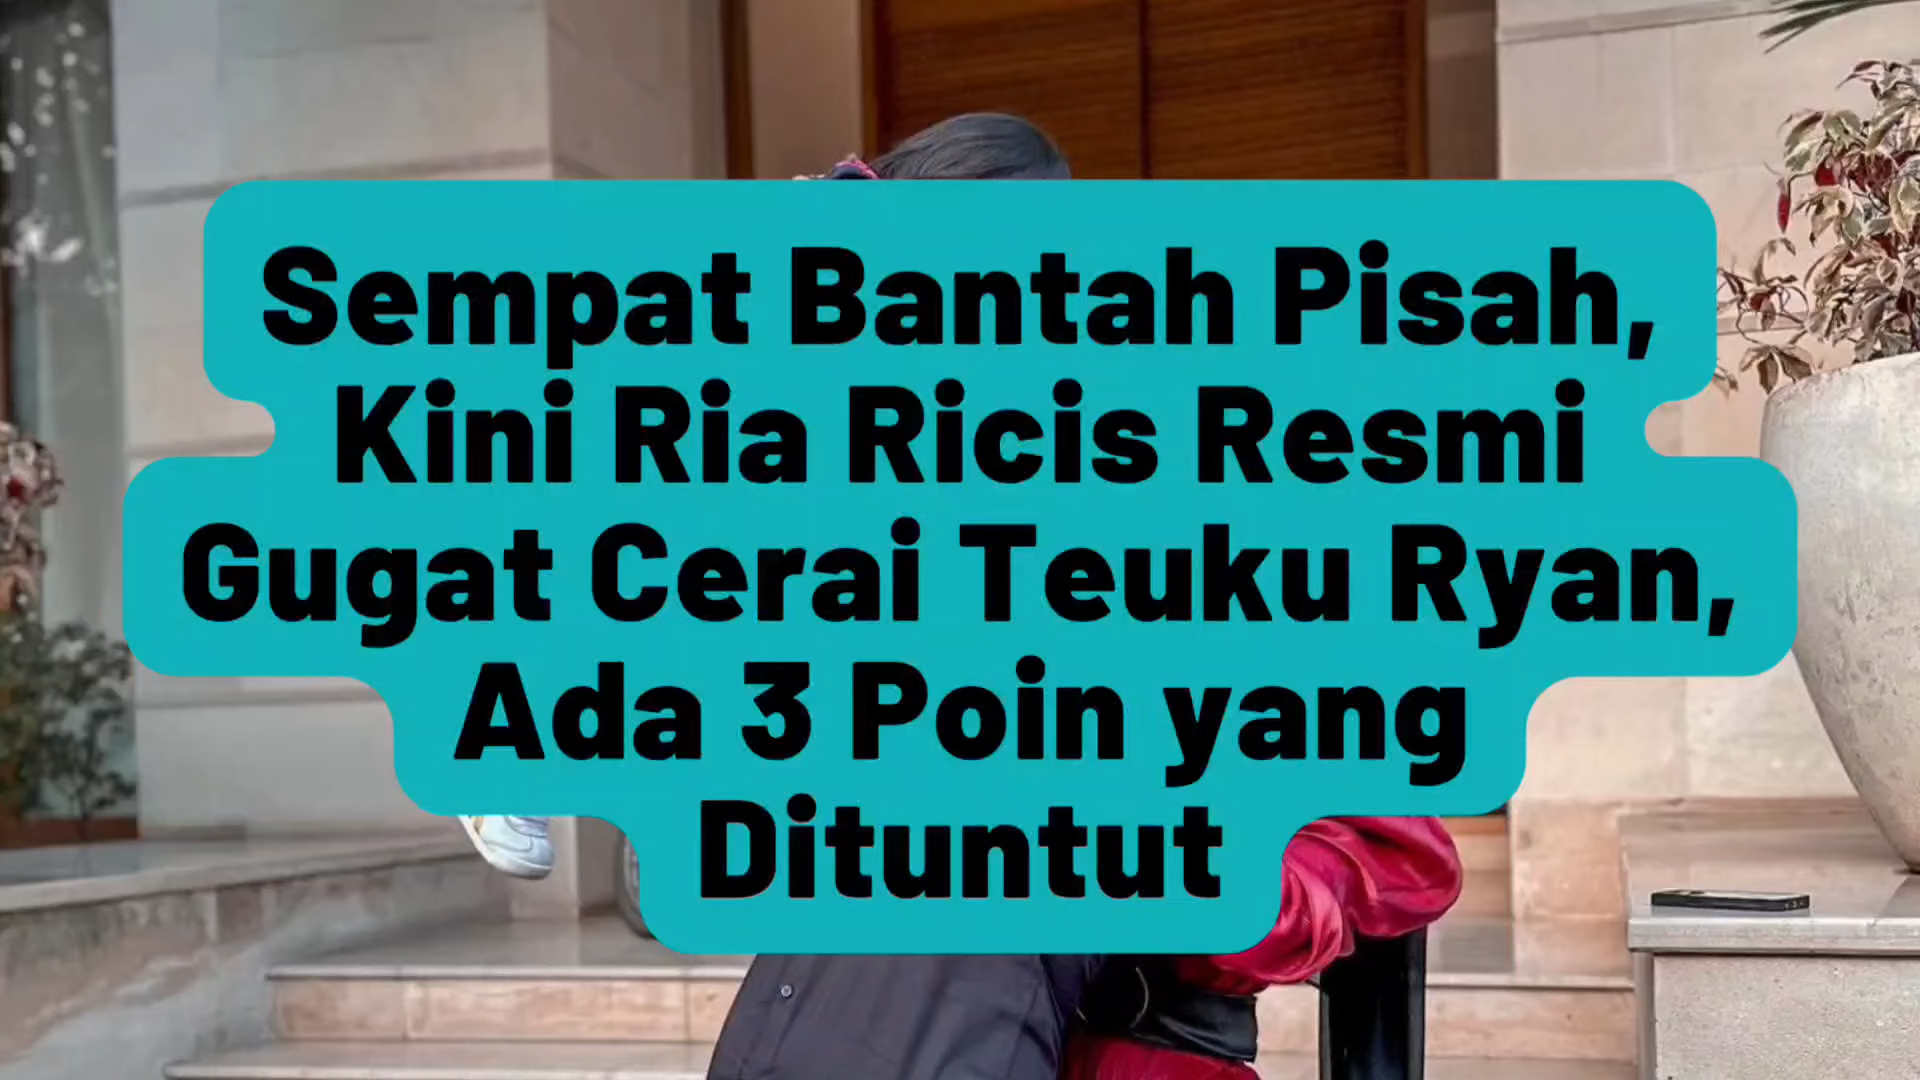 Sempat Bantah Pisah,
Kini Ria Ricis Resmi
Gugat Cerai Teuku Ryan,
Ada 3 Poin yang
Dituntut